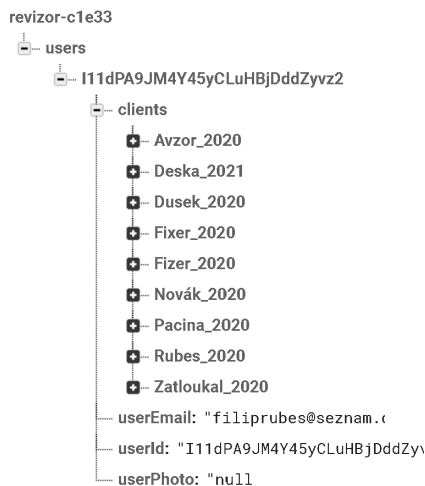 revizor-c1e33
users
I11dPA9JM4Y45yCLuHBjDddZyvz2
clients
Avzor_2020
Deska_2021
Dusek_2020
Fixer_2020
Fizer_2020
Novák_2020
Pacina_2020
Rubes_2020
Zatloukal_2020
userEmail: "filiprubes@seznam.c
userId: "I11dPA9JM4Y45yCLuHBjDddZyv
userPhoto: "null